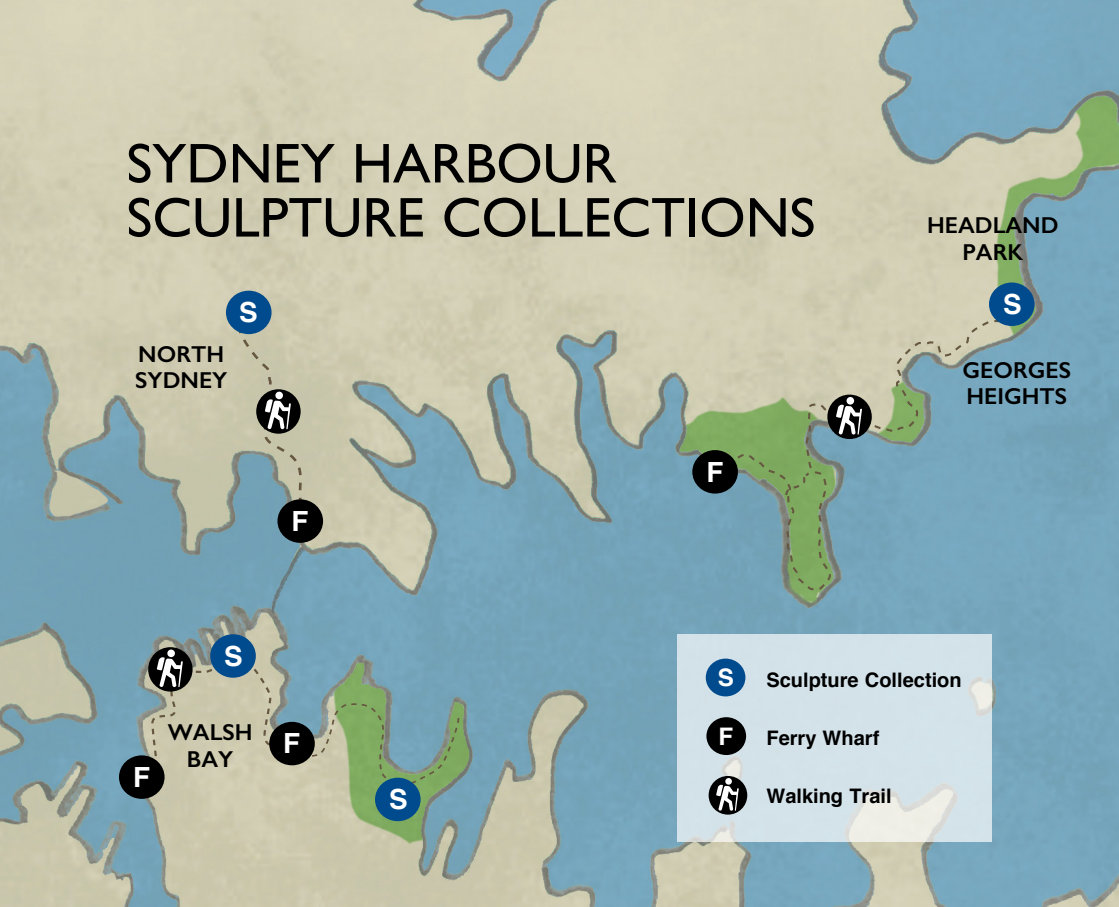 SYDNEY HARBOUR
SCULPTURE COLLECTIONS
HEADLAND
PARK
S
S
NORTH
SYDNEY
GEORGES
HEIGHTS
F
F
S
WALSH
BAY
F
F
S
S Sculpture Collection
F Ferry Wharf
Walking Trail